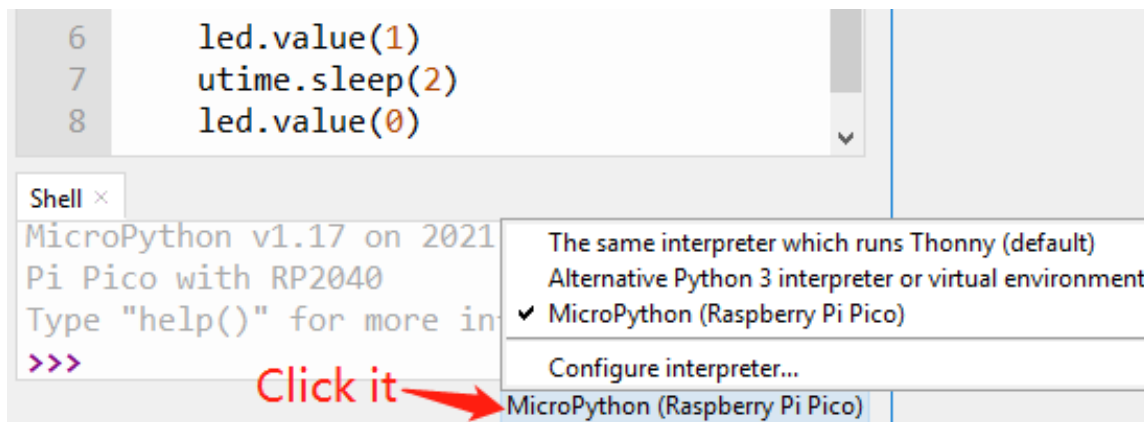 6 led.value(1)
7 utime.sleep(2)
8 led.value(0)
Shell ×
MicroPython v1.17 on 2021
Pi Pico with RP2040
Type "help()" for more in
>>>
The same interpreter which runs Thonny (default)
Alternative Python 3 interpreter or virtual environment
✓ MicroPython (Raspberry Pi Pico)
Configure interpreter...
Click it
MicroPython (Raspberry Pi Pico)